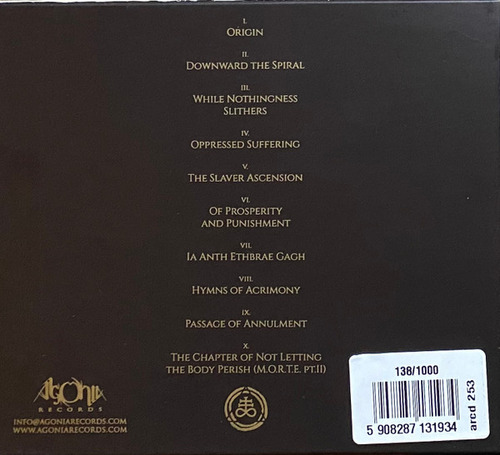 I.
Origin
II.
Downward the Spiral
III.
While Nothingness
Slithers
IV.
Oppressed Suffering
V.
The Slaver Ascension
VI.
Of Prosperity
and Punishment
VII.
Ia Anth Ethbrae Gagh
VIII.
Hymns of Acrimony
IX.
Passage of Annulment
X.
The Chapter of Not Letting
the Body Perish (M.O.R.T.E. pt.II)
Agonia
RECORDS
INFO@AGONIARECORDS.COM
WWW.AGONIARECORDS.COM
138/1000
5 908287 131934
arcd 253